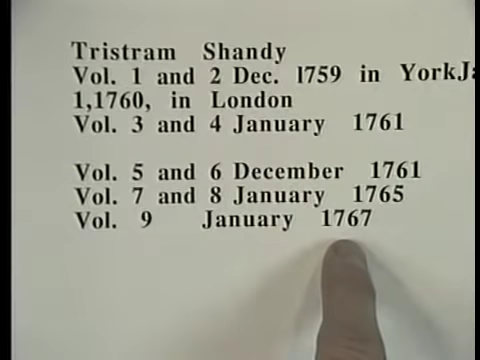 Tristram Shandy
Vol. 1 and 2 Dec. 1759 in YorkJa
1,1760, in London
Vol. 3 and 4 January 1761
Vol. 5 and 6 December 1761
Vol. 7 and 8 January 1765
Vol. 9 January 1767